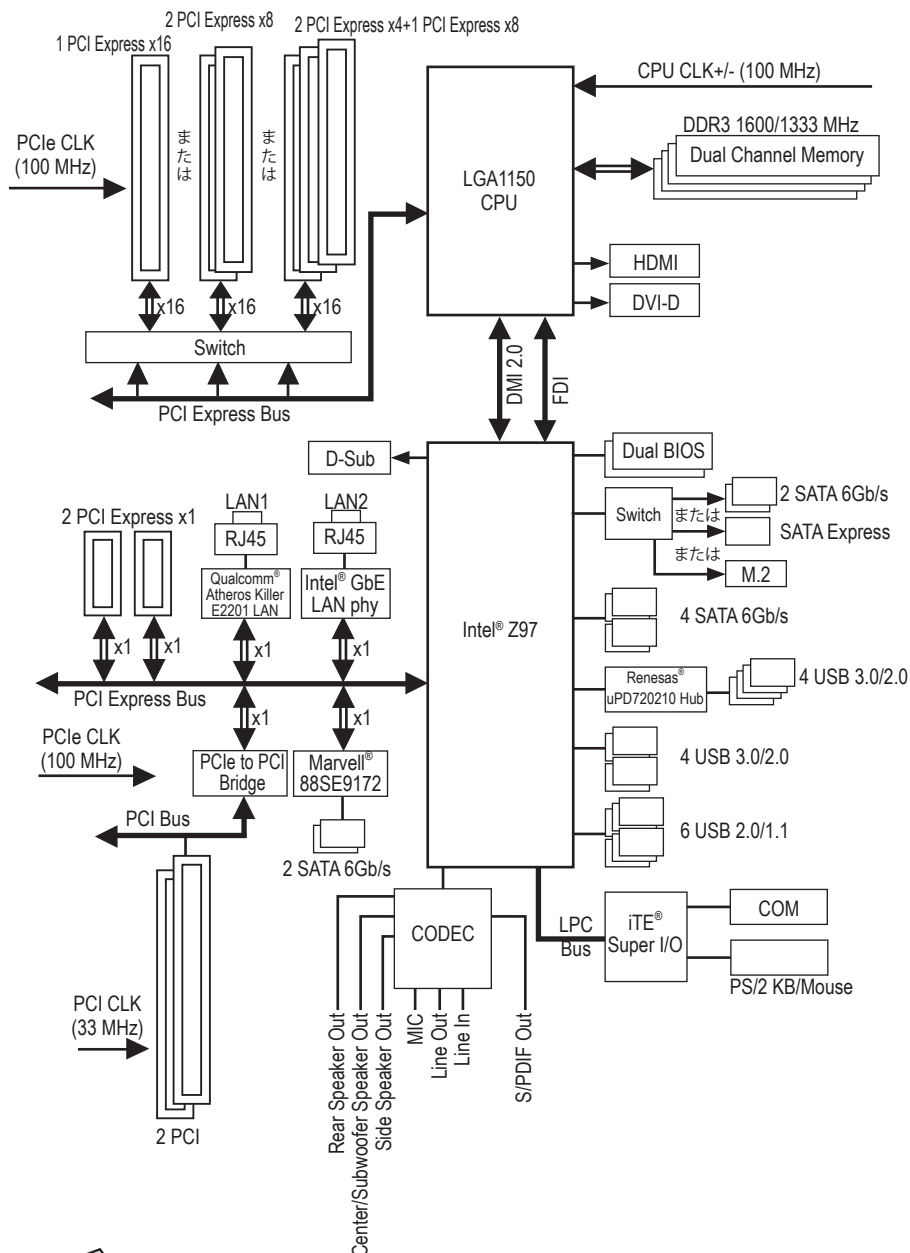 2 PCI Express x8
2 PCI Express x4+1 PCI Express x8
1 PCI Express x16
CPU CLK+/- (100 MHz)
DDR3 1600/1333 MHz
Dual Channel Memory
PCIe CLK
(100 MHz)
または
または
LGA1150
CPU
HDMI
DVI-D
x16
x16
x16
Switch
PCI Express Bus
DMI 2.0
FDI
D-Sub
Dual BIOS
Switch
2 SATA 6Gb/s
または
SATA Express
または
M.2
LAN1
LAN2
2 PCI Express x1
RJ45
RJ45
Qualcomm®
Atheros Killer
E2201 LAN
Intel® GbE
LAN phy
Intel® Z97
4 SATA 6Gb/s
x1
x1
x1
x1
PCI Express Bus
Renesas®
uPD720210 Hub
4 USB 3.0/2.0
x1
x1
PCIe CLK
(100 MHz)
PCIe to PCI
Bridge
Marvell®
88SE9172
4 USB 3.0/2.0
PCI Bus
6 USB 2.0/1.1
2 SATA 6Gb/s
CODEC
LPC
Bus
iTE®
Super I/O
COM
PS/2 KB/Mouse
PCI CLK
(33 MHz)
2 PCI
Rear Speaker Out
Center/Subwoofer Speaker Out
Side Speaker Out
MIC
Line Out
Line In
S/PDIF Out